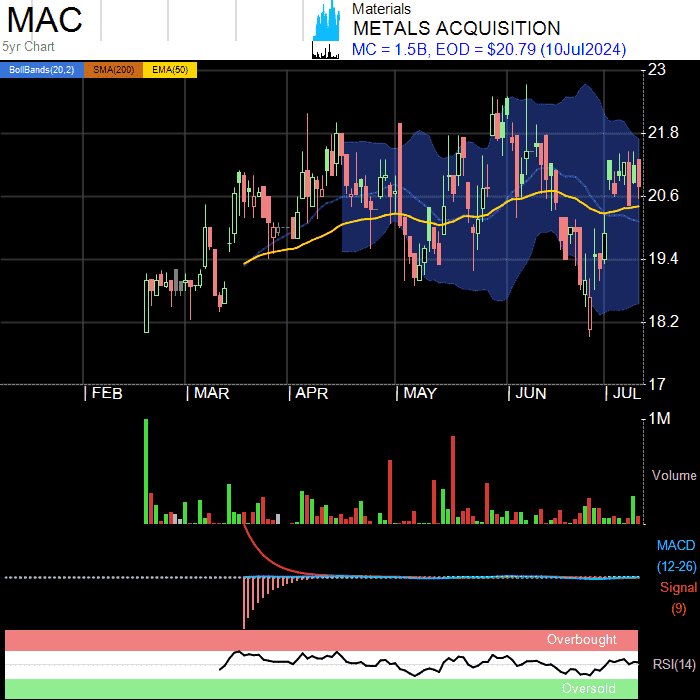 MAC
5yr Chart
Materials
METALS ACQUISITION
MC = 1.5B, EOD = $20.79 (10Jul2024)
BollBands(20,2) SMA(200) EMA(50)
23
21.8
20.6
19.4
18.2
17
FEB MAR APR MAY JUN JUL
1M
Volume
MACD
(12-26)
Signal
(9)
Overbought
RSI(14)
Oversold